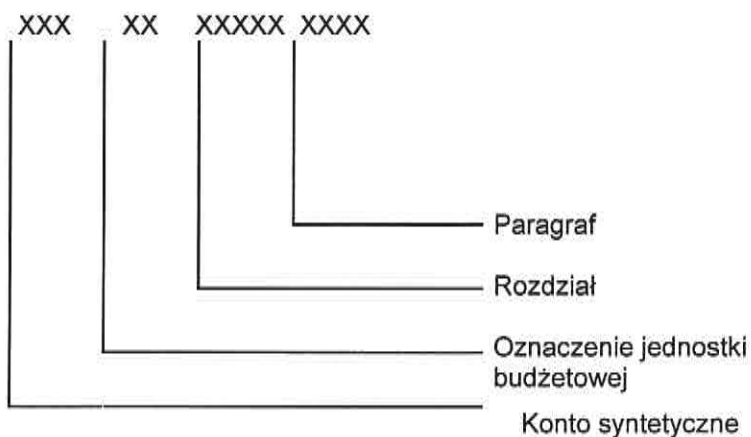 XXX XX XXXXX XXXX
Paragraf
Rozdział
Oznaczenie jednostki
budżetowej
Konto syntetyczne